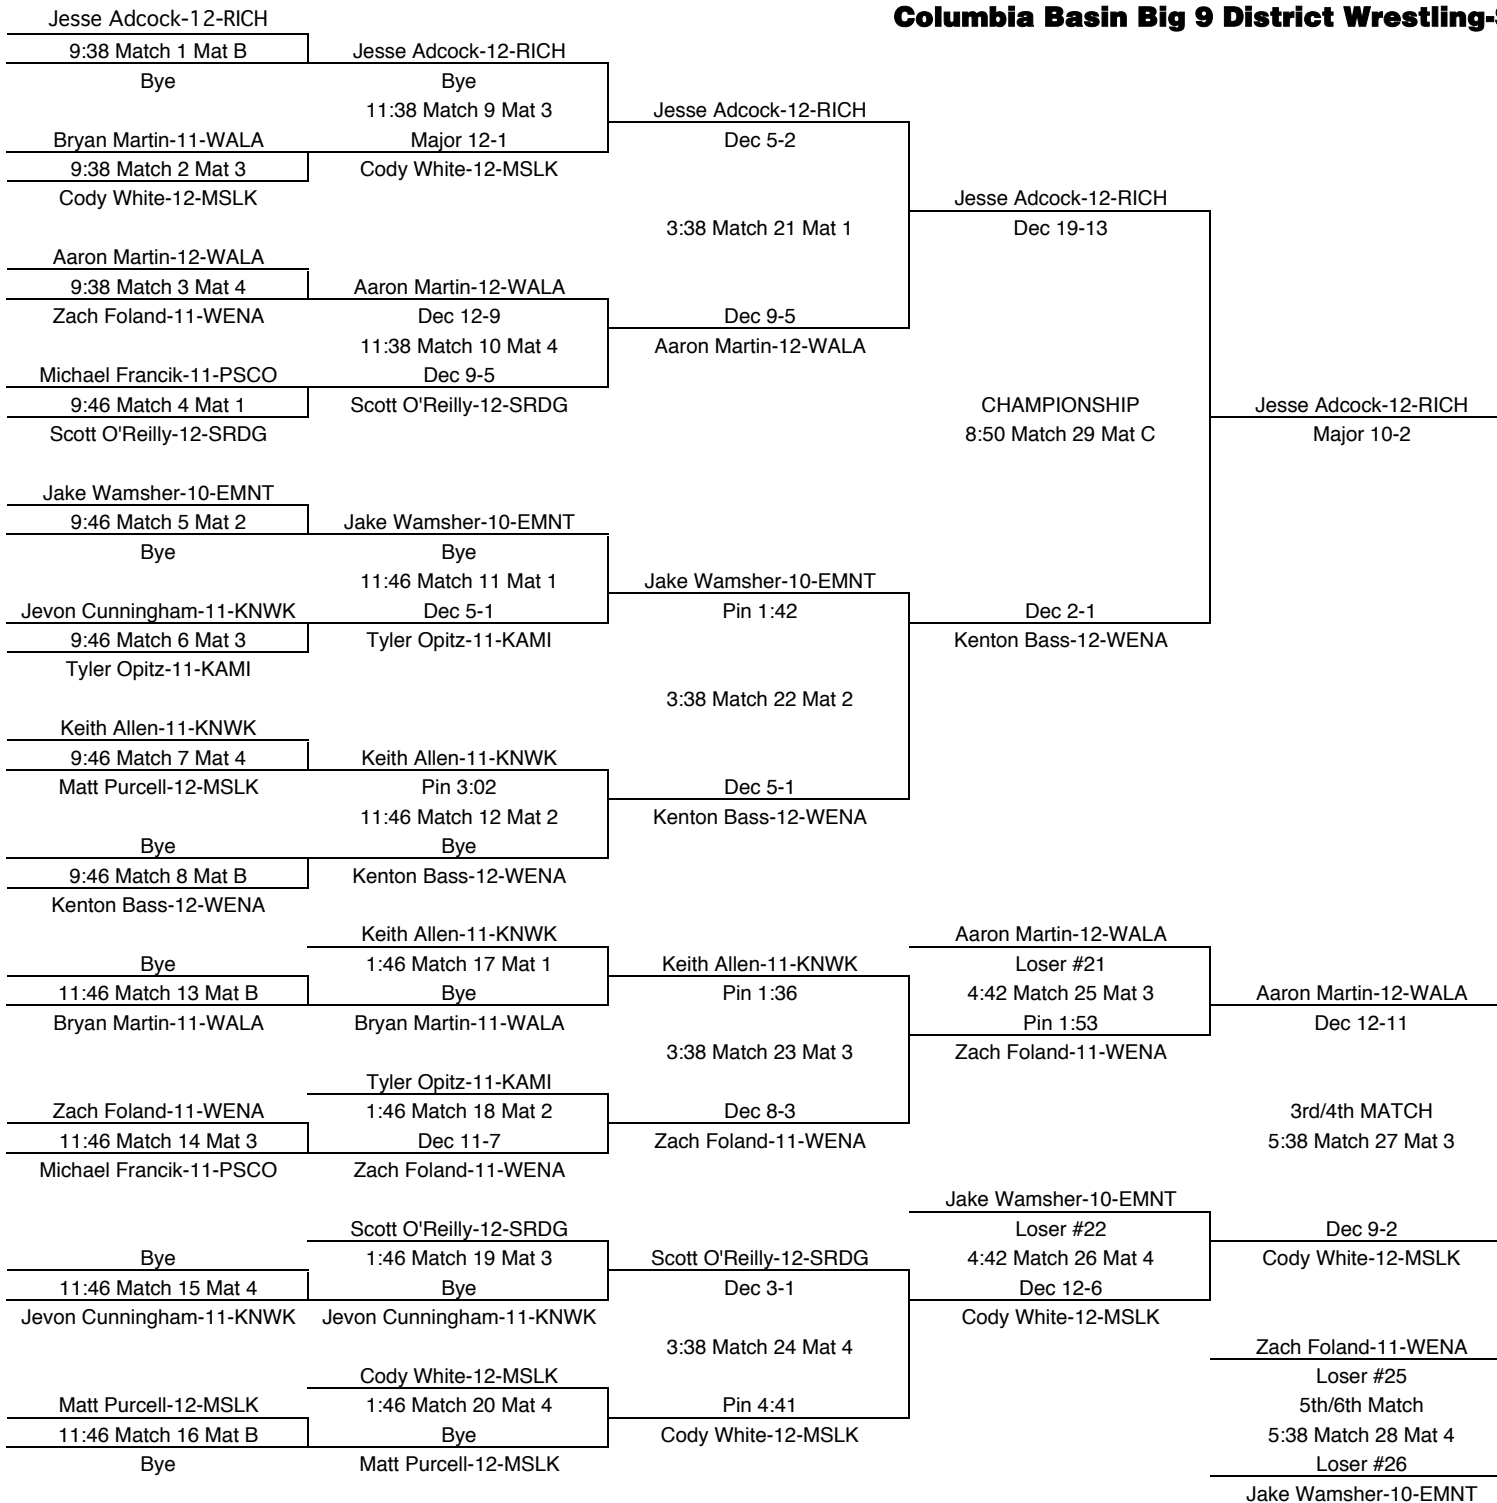 Columbia Basin Big 9 District Wrestling-
Jesse Adcock-12-RICH
9:38 Match 1 Mat B
Bye
Bryan Martin-11-WALA
9:38 Match 2 Mat 3
Cody White-12-MSLK
Aaron Martin-12-WALA
9:38 Match 3 Mat 4
Zach Foland-11-WENA
Michael Francik-11-PSCO
9:46 Match 4 Mat 1
Scott O'Reilly-12-SRDG
Jake Wamsher-10-EMNT
9:46 Match 5 Mat 2
Bye
Jevon Cunningham-11-KNWK
9:46 Match 6 Mat 3
Tyler Opitz-11-KAMI
Keith Allen-11-KNWK
9:46 Match 7 Mat 4
Matt Purcell-12-MSLK
Bye
9:46 Match 8 Mat B
Kenton Bass-12-WENA
Jesse Adcock-12-RICH
Bye
11:38 Match 9 Mat 3
Major 12-1
Cody White-12-MSLK
Aaron Martin-12-WALA
Dec 12-9
11:38 Match 10 Mat 4
Dec 9-5
Scott O'Reilly-12-SRDG
Jake Wamsher-10-EMNT
Bye
11:46 Match 11 Mat 1
Dec 5-1
Tyler Opitz-11-KAMI
Keith Allen-11-KNWK
Pin 3:02
11:46 Match 12 Mat 2
Bye
Kenton Bass-12-WENA
Jesse Adcock-12-RICH
Dec 5-2
3:38 Match 21 Mat 1
Dec 9-5
Aaron Martin-12-WALA
Jake Wamsher-10-EMNT
Pin 1:42
3:38 Match 22 Mat 2
Dec 5-1
Kenton Bass-12-WENA
Jesse Adcock-12-RICH
Dec 19-13
CHAMPIONSHIP
8:50 Match 29 Mat C
Dec 2-1
Kenton Bass-12-WENA
Jesse Adcock-12-RICH
Major 10-2
Bye
11:46 Match 13 Mat B
Bryan Martin-11-WALA
Zach Foland-11-WENA
11:46 Match 14 Mat 3
Michael Francik-11-PSCO
Bye
11:46 Match 15 Mat 4
Jevon Cunningham-11-KNWK
Matt Purcell-12-MSLK
11:46 Match 16 Mat B
Bye
Keith Allen-11-KNWK
1:46 Match 17 Mat 1
Bye
Bryan Martin-11-WALA
Tyler Opitz-11-KAMI
1:46 Match 18 Mat 2
Dec 11-7
Zach Foland-11-WENA
Scott O'Reilly-12-SRDG
1:46 Match 19 Mat 3
Bye
Jevon Cunningham-11-KNWK
Cody White-12-MSLK
1:46 Match 20 Mat 4
Bye
Matt Purcell-12-MSLK
Keith Allen-11-KNWK
Pin 1:36
3:38 Match 23 Mat 3
Dec 8-3
Zach Foland-11-WENA
Scott O'Reilly-12-SRDG
Dec 3-1
3:38 Match 24 Mat 4
Pin 4:41
Cody White-12-MSLK
Aaron Martin-12-WALA
Loser #21
4:42 Match 25 Mat 3
Pin 1:53
Zach Foland-11-WENA
Jake Wamsher-10-EMNT
Loser #22
4:42 Match 26 Mat 4
Dec 12-6
Cody White-12-MSLK
Aaron Martin-12-WALA
Dec 12-11
3rd/4th MATCH
5:38 Match 27 Mat 3
Dec 9-2
Cody White-12-MSLK
Zach Foland-11-WENA
Loser #25
5th/6th Match
5:38 Match 28 Mat 4
Loser #26
Jake Wamsher-10-EMNT